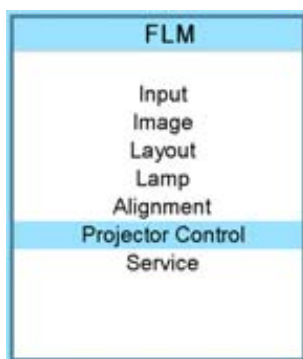 FLM
Input
Image
Layout
Lamp
Alignment
Projector Control
Service